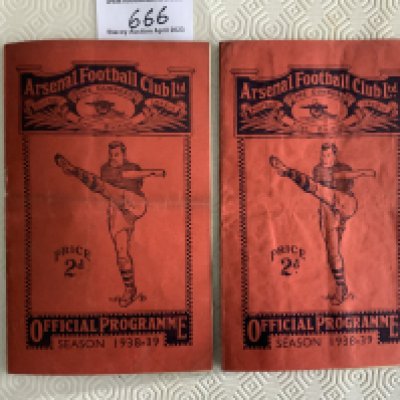 666
Arsenal Football Club Ltd
PRICE
2d
OFFICIAL PROGRAMME
SEASON 1938-39
Arsenal Football Club Ltd
PRICE
2d
OFFICIAL PROGRAMME
SEASON 1938-39